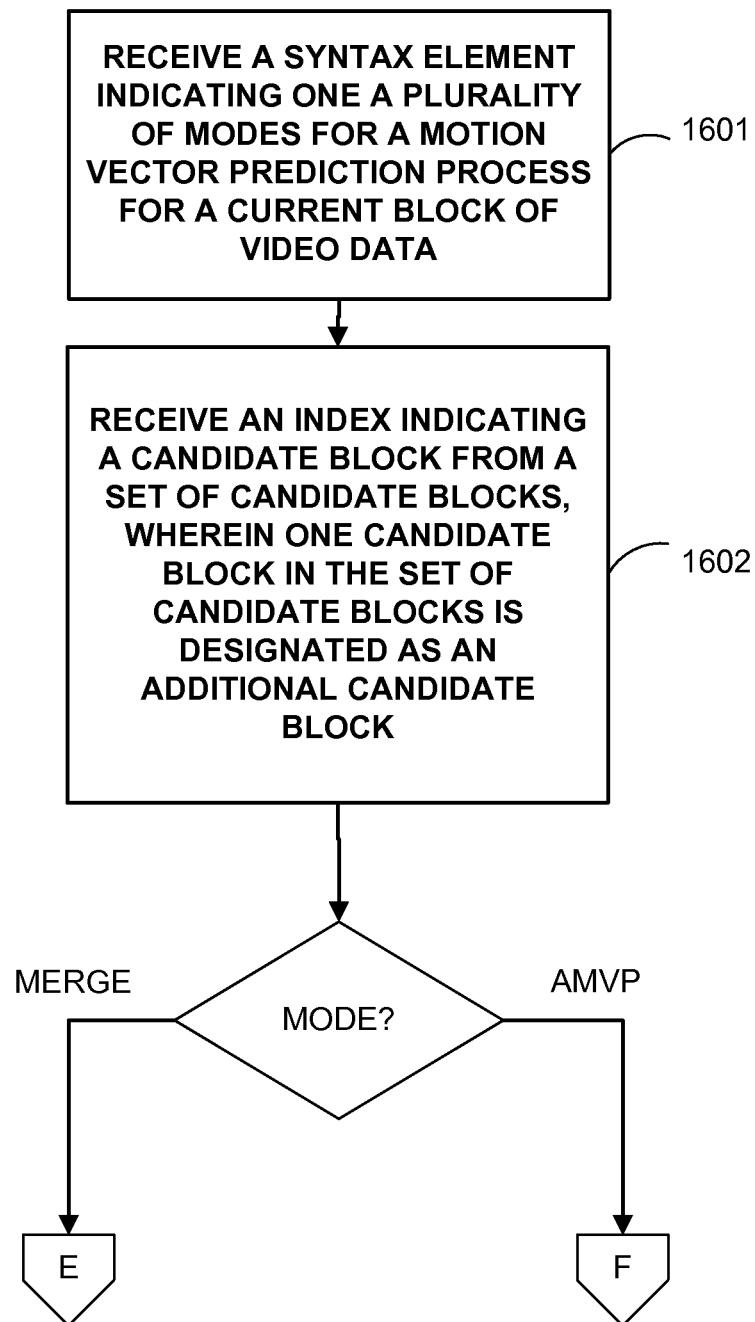 RECEIVE A SYNTAX ELEMENT
INDICATING ONE A PLURALITY
OF MODES FOR A MOTION
VECTOR PREDICTION PROCESS
FOR A CURRENT BLOCK OF
VIDEO DATA
1601
RECEIVE AN INDEX INDICATING
A CANDIDATE BLOCK FROM A
SET OF CANDIDATE BLOCKS,
WHEREIN ONE CANDIDATE
BLOCK IN THE SET OF
CANDIDATE BLOCKS IS
DESIGNATED AS AN
ADDITIONAL CANDIDATE
BLOCK
1602
MERGE
AMVP
MODE?
E
F